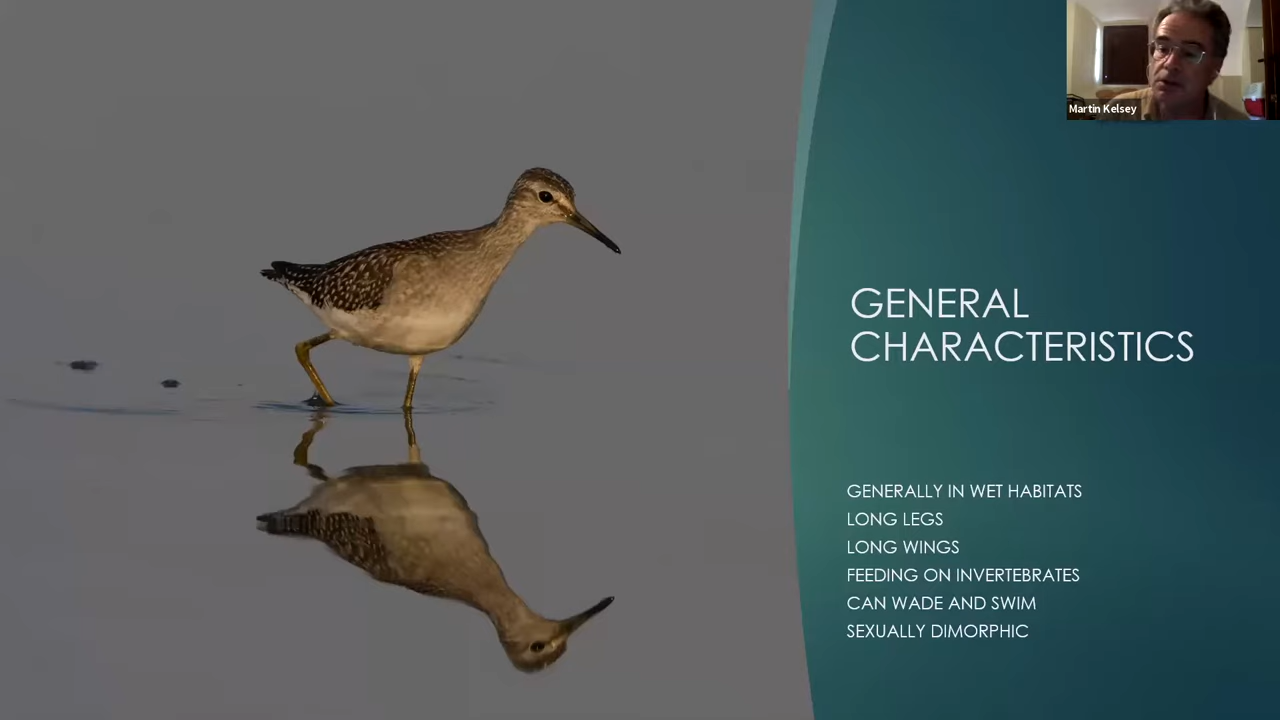 Martin Kelsey
GENERAL
CHARACTERISTICS
GENERALLY IN WET HABITATS
LONG LEGS
LONG WINGS
FEEDING ON INVERTEBRATES
CAN WADE AND SWIM
SEXUALLY DIMORPHIC